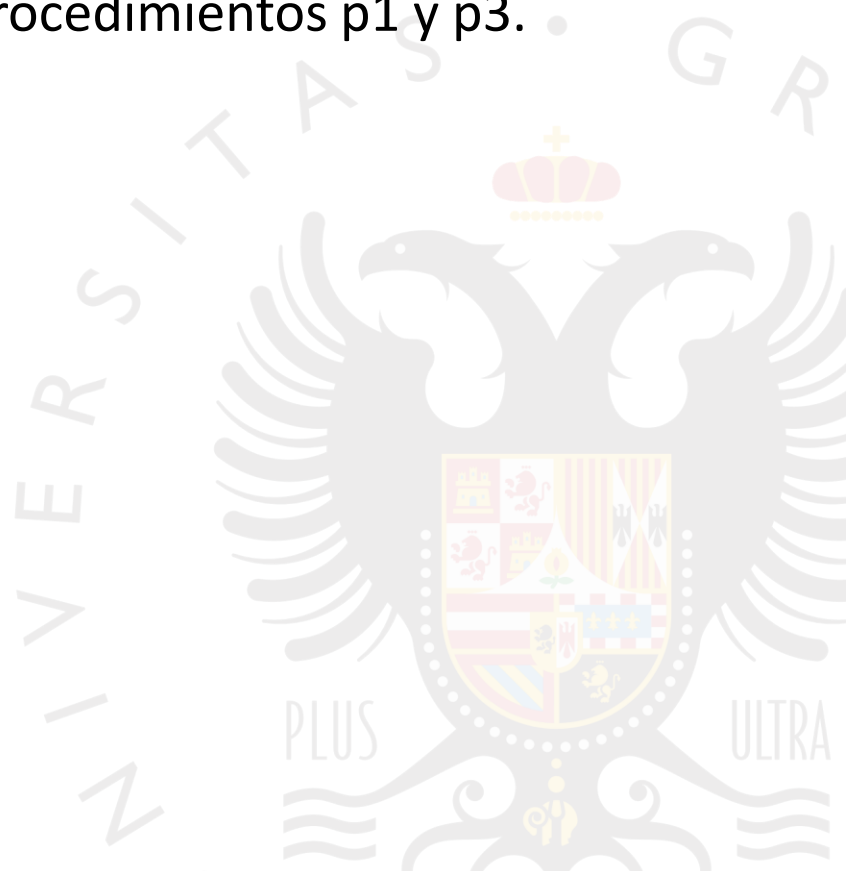 rocedimientos p1 y p3.
S • G R
A
T
I
S
R
E
V
I
N
PLUS ULTRA